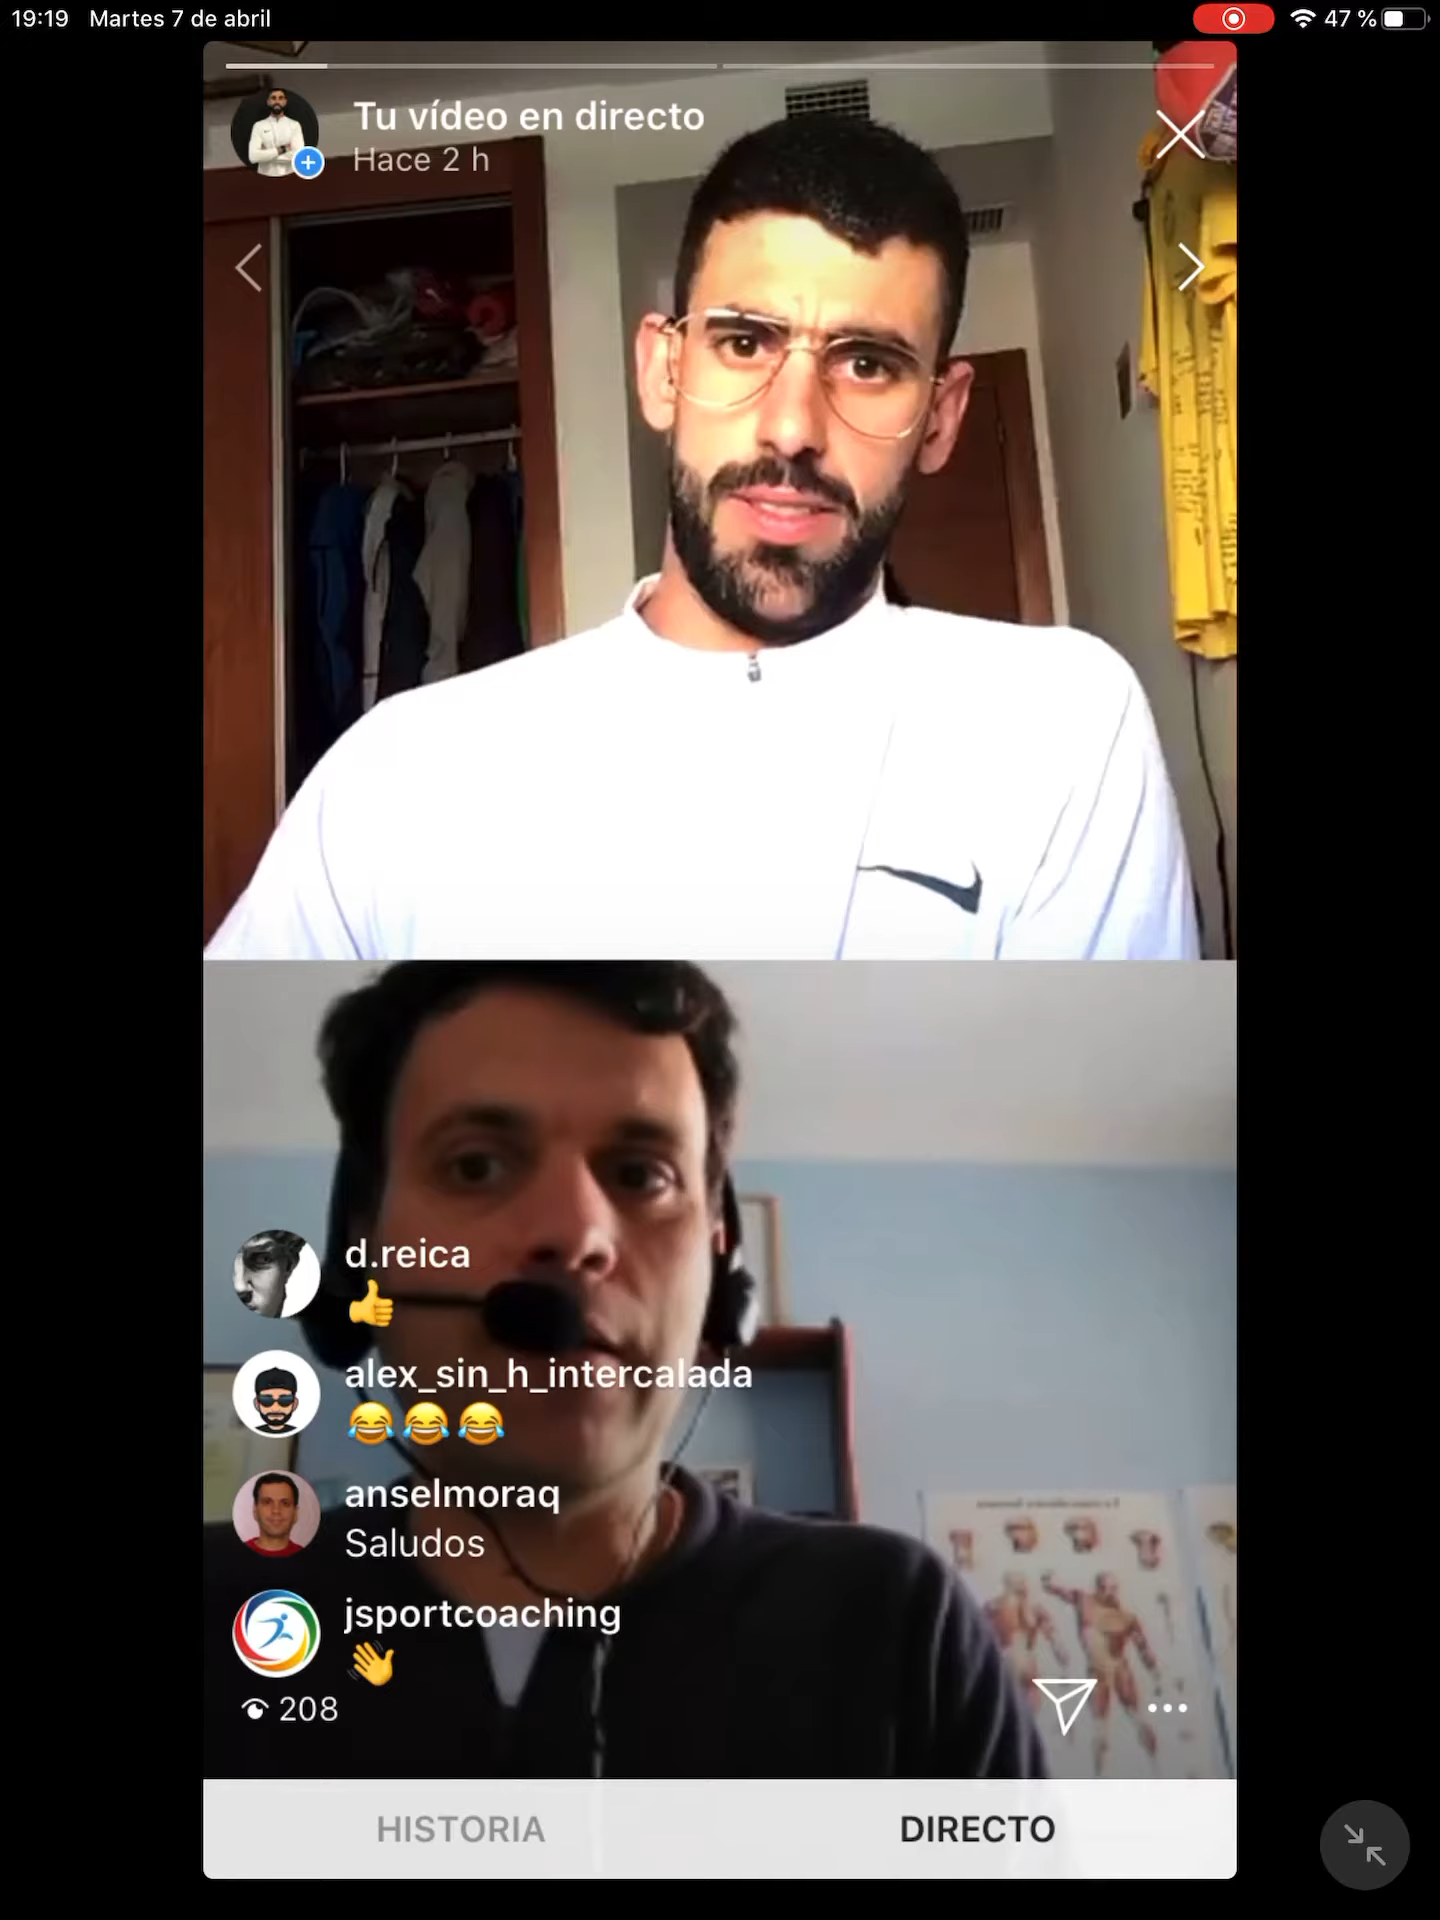 19:19 Martes 7 de abril
47 %
Tu vídeo en directo
Hace 2 h
d.reica
👍
alex_sin_h_intercalada
😂😂😂
anselmoraq
Saludos
jsportcoaching
👋
208
HISTORIA
DIRECTO